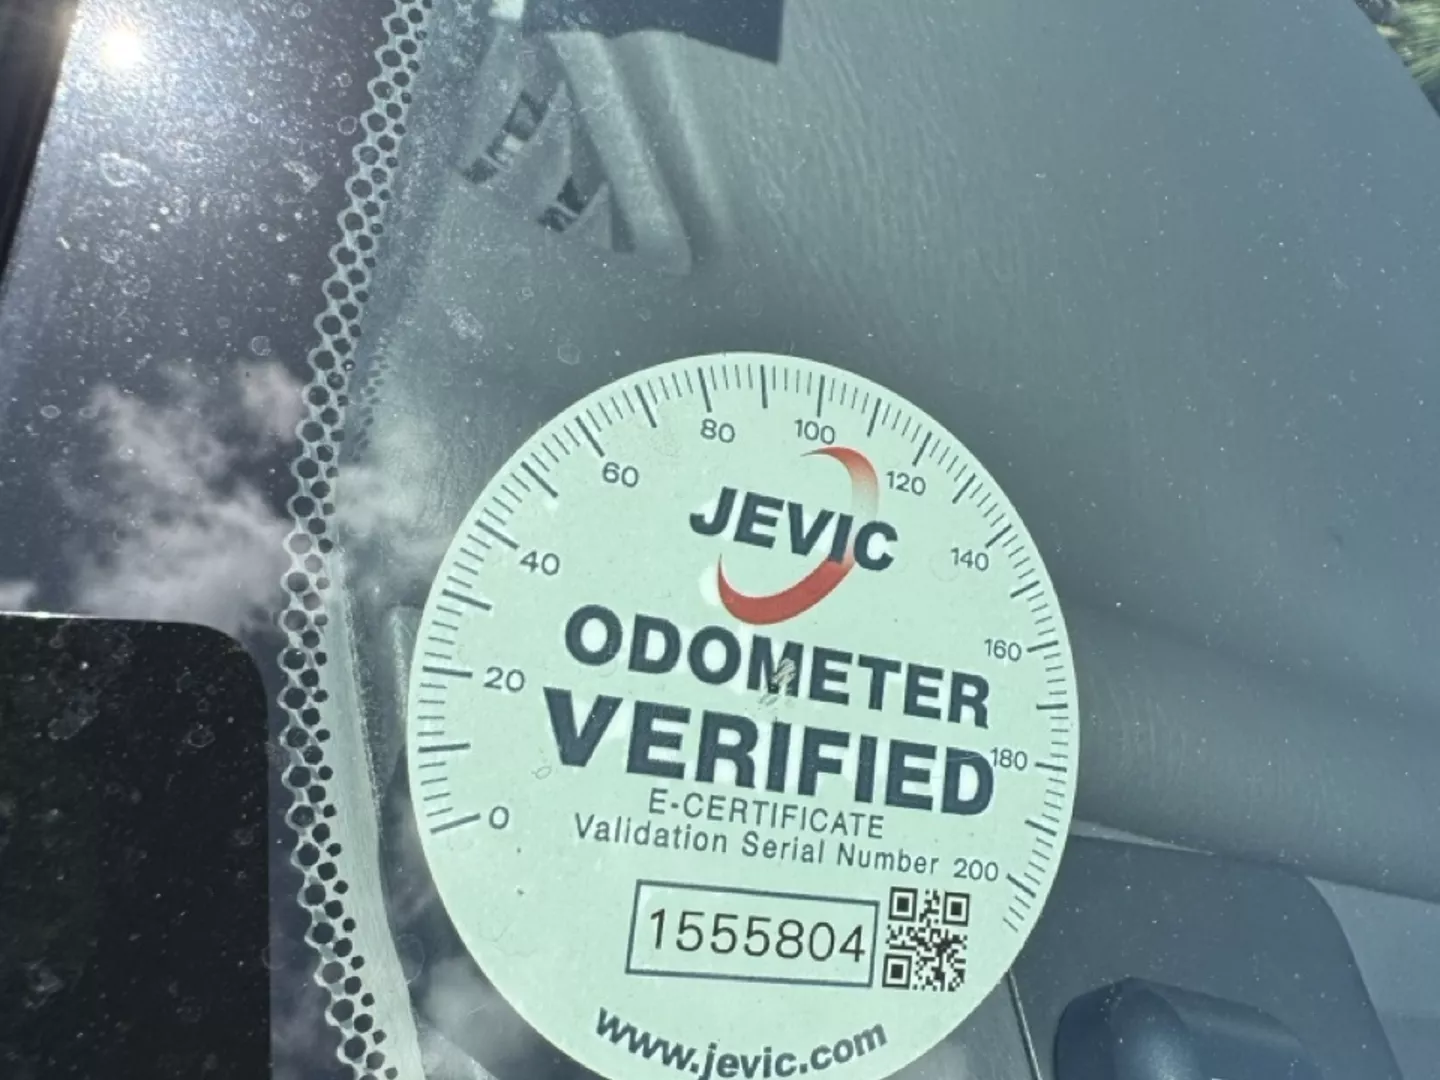 80 100
60 120
JEVIC
40 140
ODOMETER
160
20
VERIFIED
180
E-CERTIFICATE
0
Validation Serial Number 200
1555804
www.jevic.com